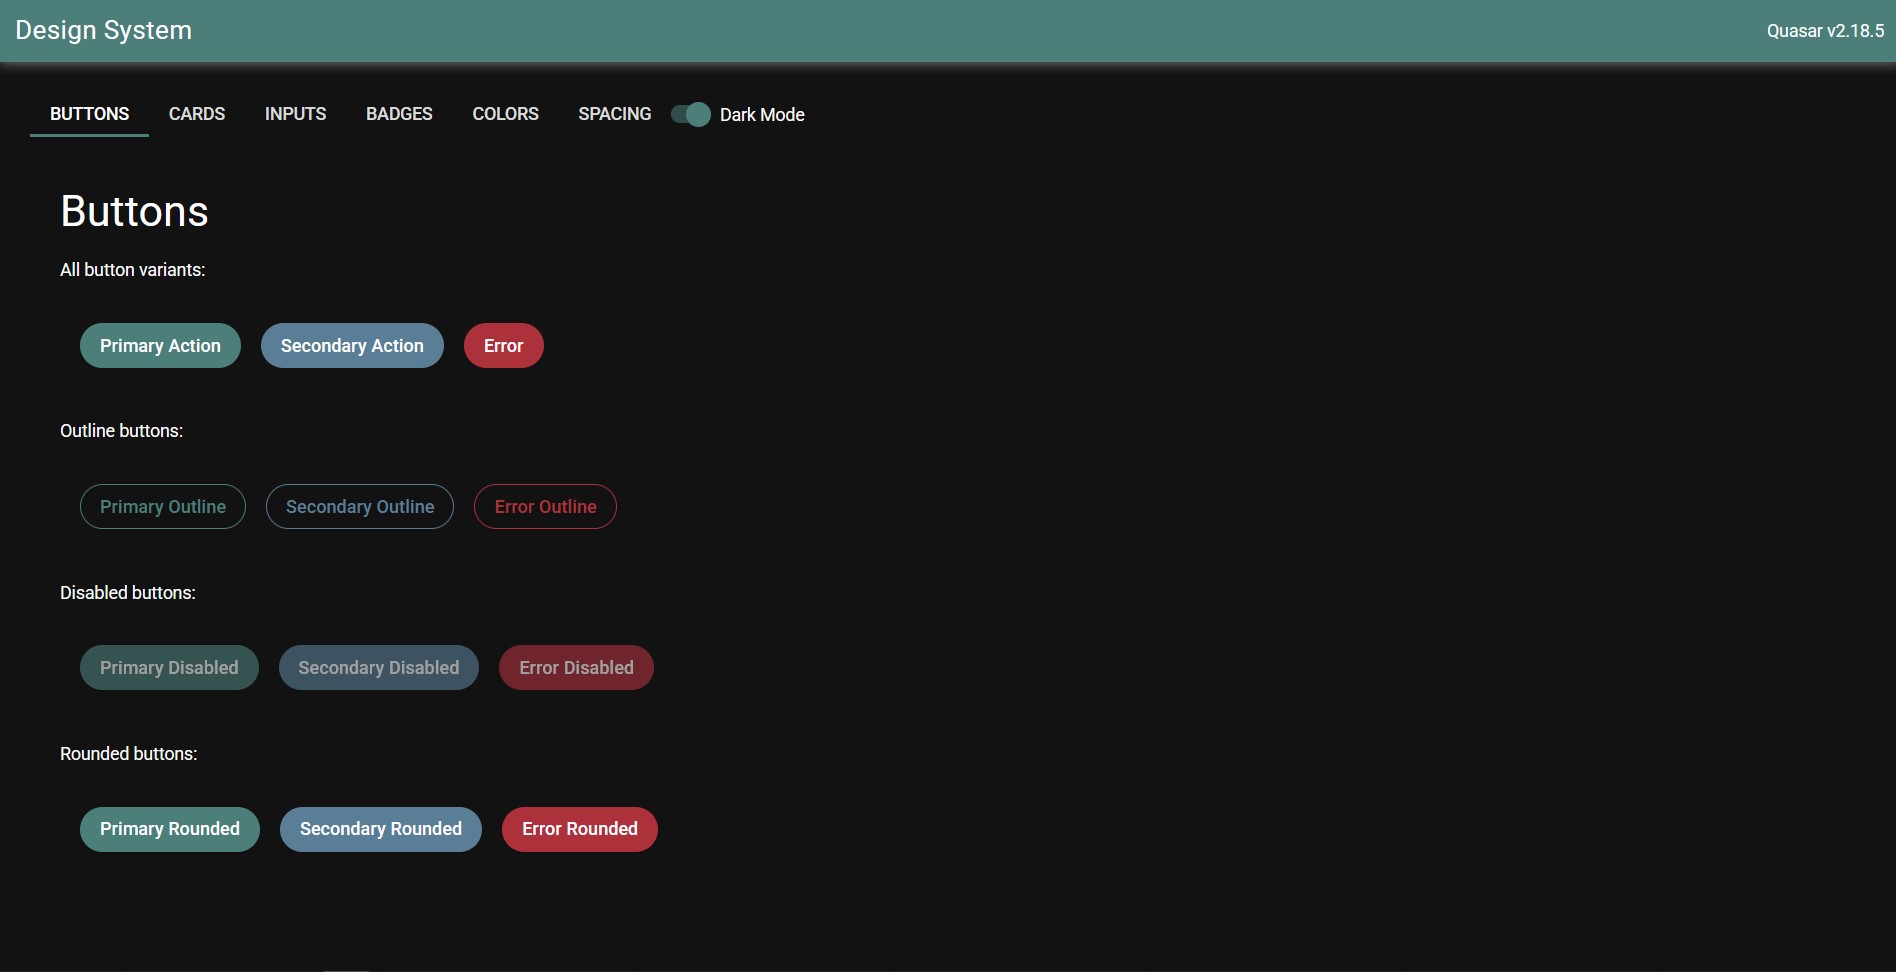 Design System
Quasar v2.18.5
BUTTONS CARDS INPUTS BADGES COLORS SPACING Dark Mode
Buttons
All button variants:
Primary Action Secondary Action Error
Outline buttons:
Primary Outline Secondary Outline Error Outline
Disabled buttons:
Primary Disabled Secondary Disabled Error Disabled
Rounded buttons:
Primary Rounded Secondary Rounded Error Rounded